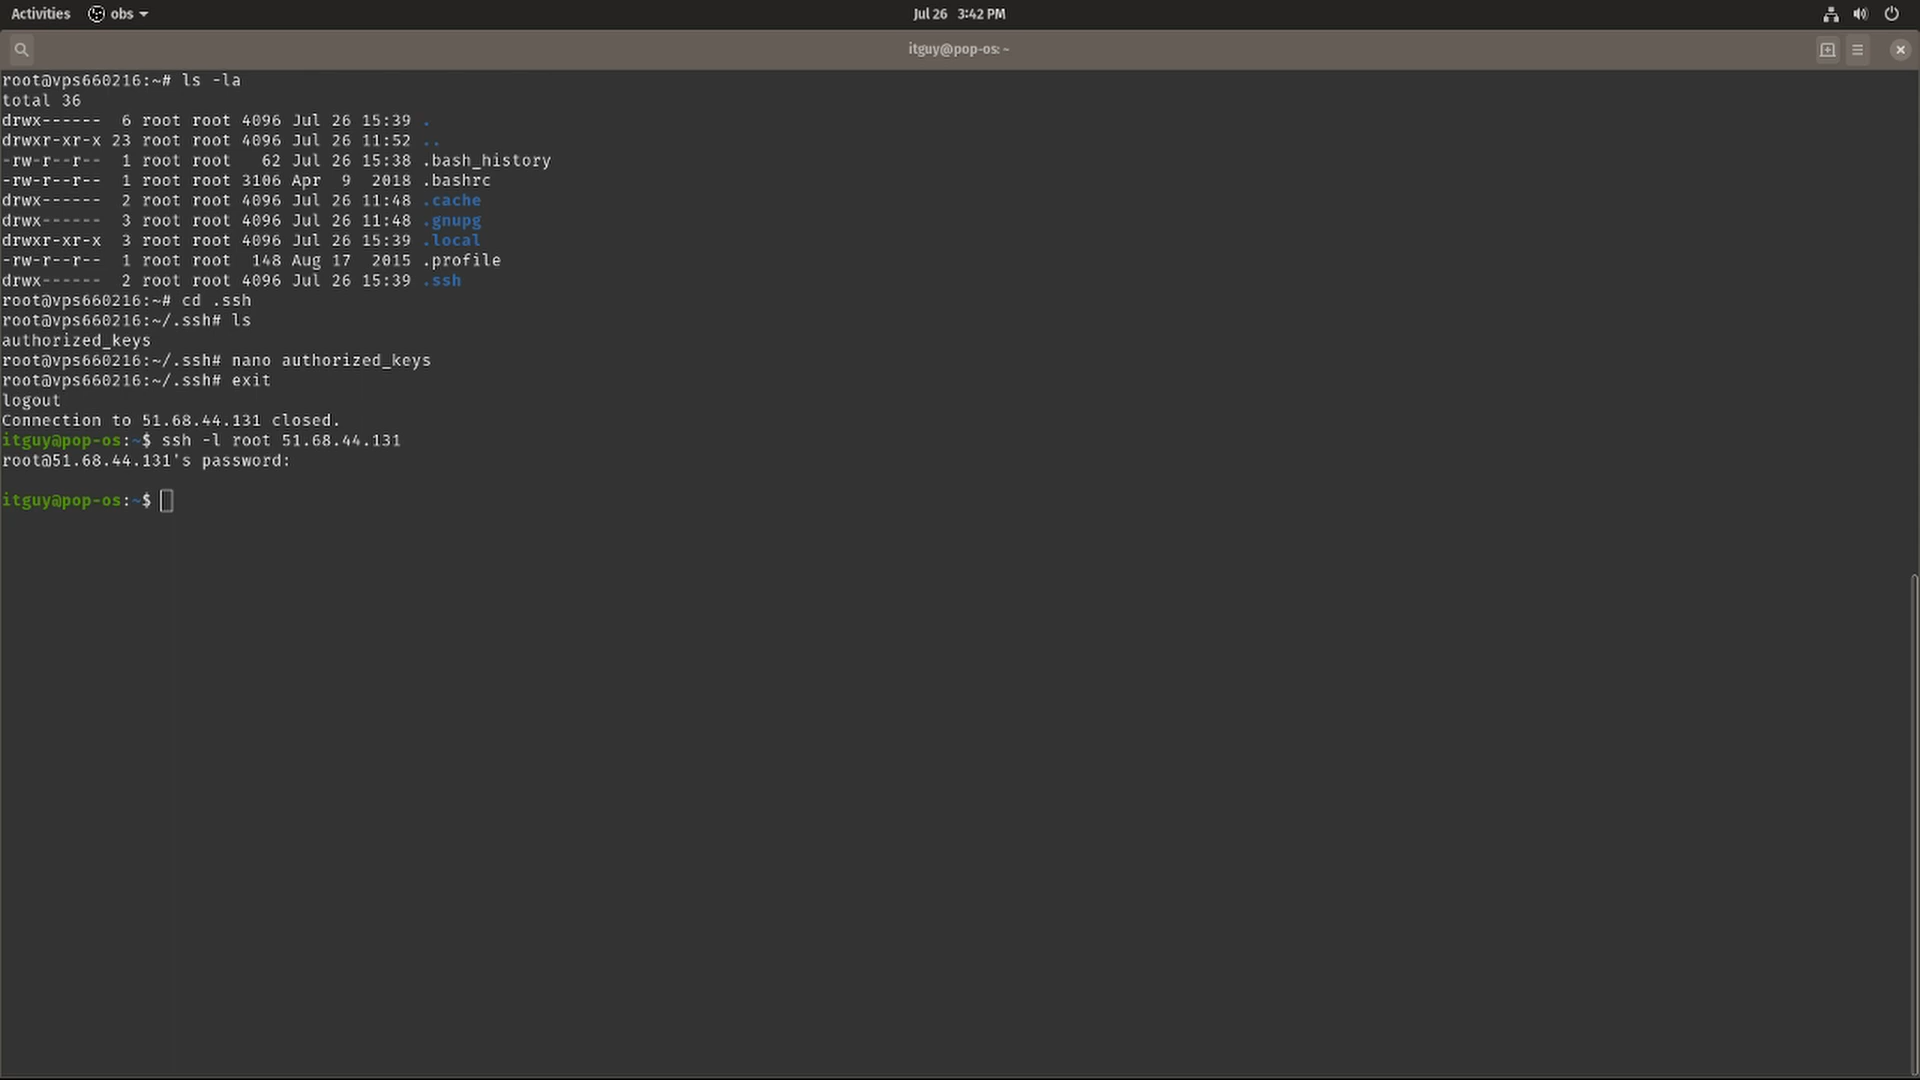 Activities obs Jul 26 3:42 PM
itguy@pop-os: ~
root@vps660216:~# ls -la
total 36
drwx------  6 root root 4096 Jul 26 15:39 .
drwxr-xr-x 23 root root 4096 Jul 26 11:52 ..
-rw-r--r--  1 root root   62 Jul 26 15:38 .bash_history
-rw-r--r--  1 root root 3106 Apr  9  2018 .bashrc
drwx------  2 root root 4096 Jul 26 11:48 .cache
drwx------  3 root root 4096 Jul 26 11:48 .gnupg
drwxr-xr-x  3 root root 4096 Jul 26 15:39 .local
-rw-r--r--  1 root root  148 Aug 17  2015 .profile
drwx------  2 root root 4096 Jul 26 15:39 .ssh
root@vps660216:~# cd .ssh
root@vps660216:~/.ssh# ls
authorized_keys
root@vps660216:~/.ssh# nano authorized_keys
root@vps660216:~/.ssh# exit
logout
Connection to 51.68.44.131 closed.
itguy@pop-os:~$ ssh -l root 51.68.44.131
root@51.68.44.131's password:
itguy@pop-os:~$